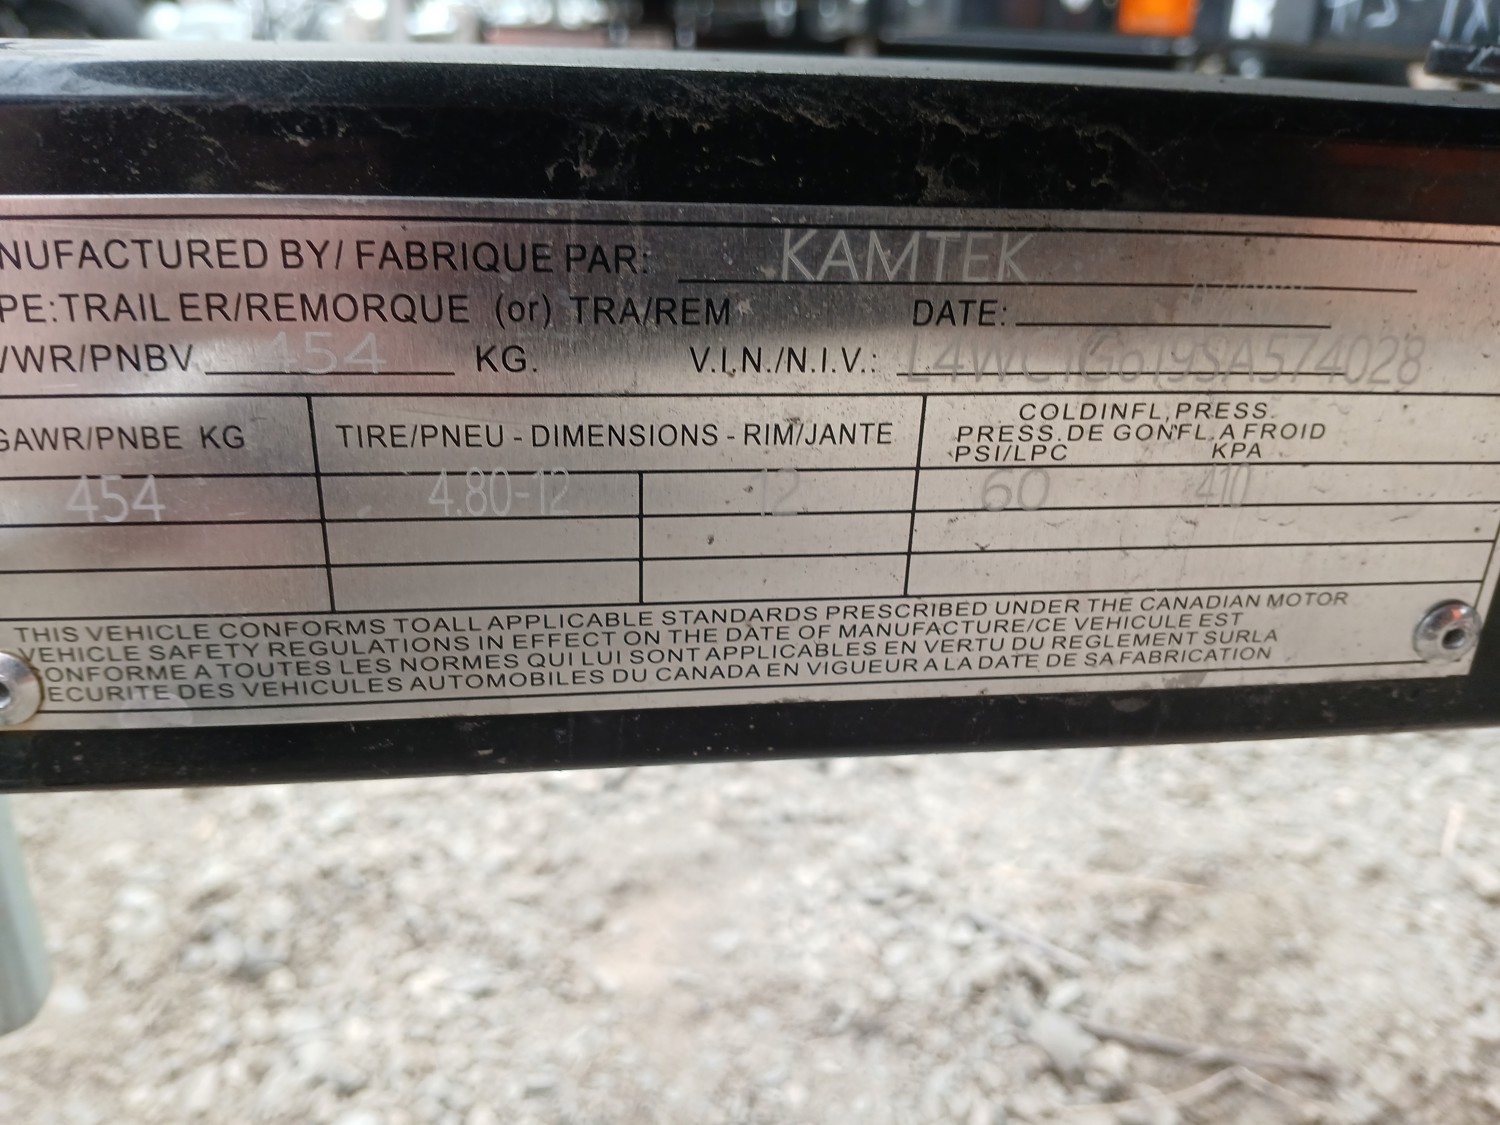 NUFACTURED BY/ FABRIQUE PAR: KAMTEK
PE:TRAILER/REMORQUE (or) TRA/REM DATE:
/WR/PNBV 454 KG. V.I.N./N.I.V.: L4WC1G619SA574028
GAWR/PNBE KG TIRE/PNEU - DIMENSIONS - RIM/JANTE COLDINFL,PRESS.
PRESS.DE GONFL.A FROID
PSI/LPC KPA
454 4.80-12 12 60 410
THIS VEHICLE CONFORMS TOALL APPLICABLE STANDARDS PRESCRIBED UNDER THE CANADIAN MOTOR
VEHICLE SAFETY REGULATIONS IN EFFECT ON THE DATE OF MANUFACTURE/CE VEHICULE EST
CONFORME A TOUTES LES NORMES QUI LUI SONT APPLICABLES EN VERTU DU REGLEMENT SURLA
ECURITE DES VEHICULES AUTOMOBILES DU CANADA EN VIGUEUR A LA DATE DE SA FABRICATION